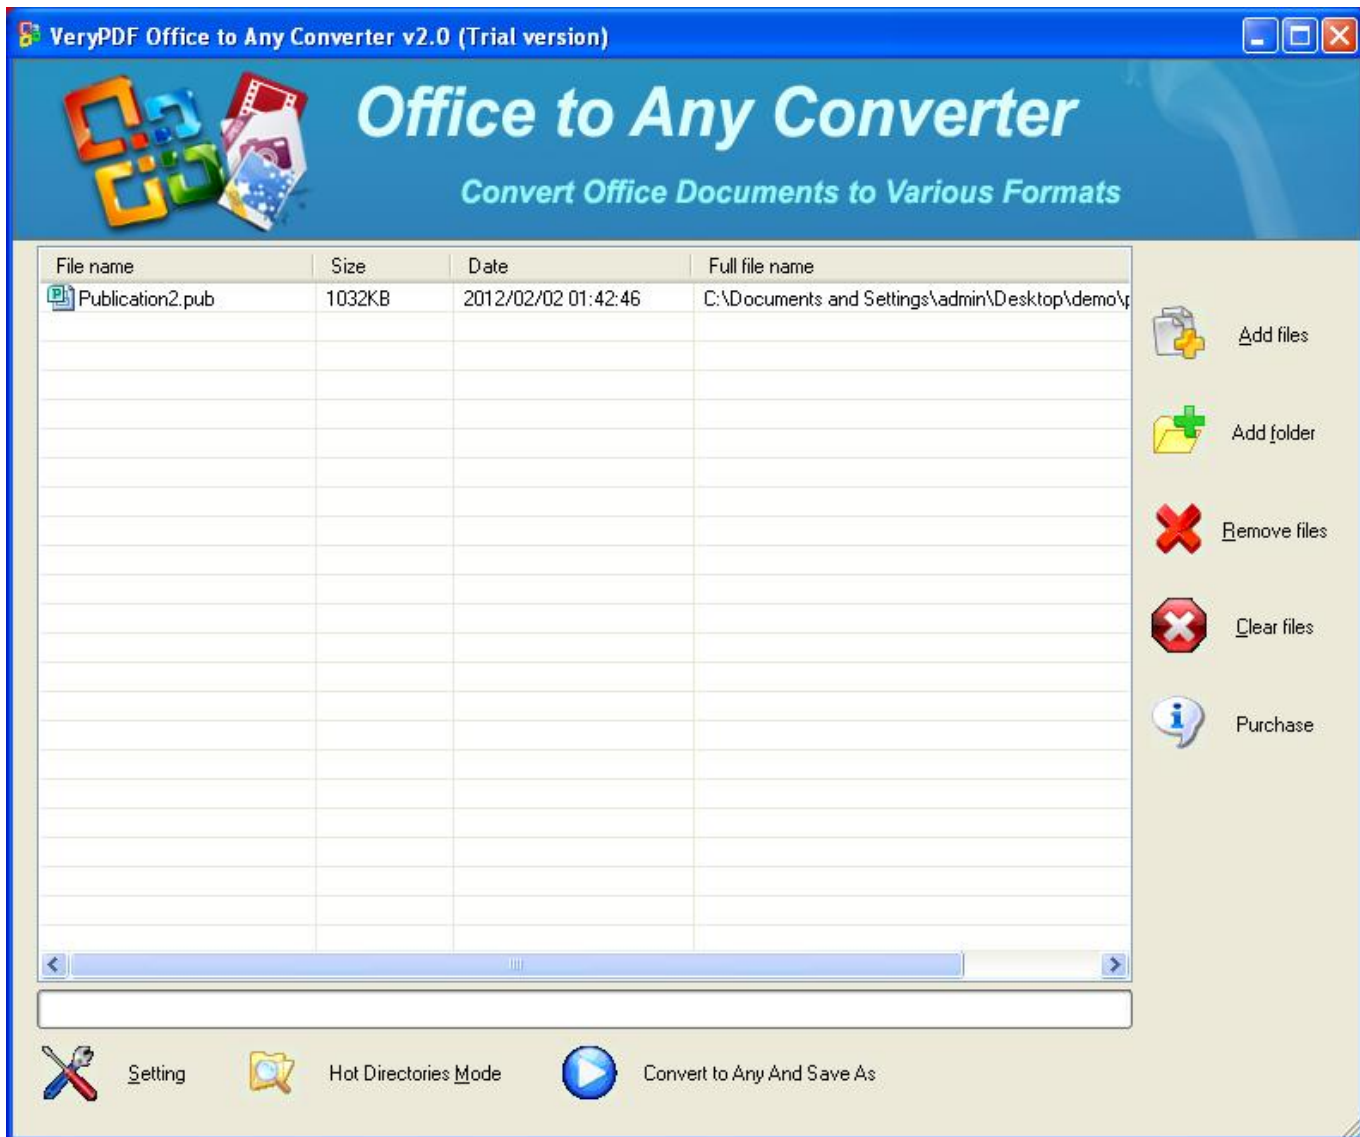 VeryPDF Office to Any Converter v2.0 (Trial version)
Office to Any Converter
Convert Office Documents to Various Formats
File name Size Date Full file name
Publication2.pub 1032KB 2012/02/02 01:42:46 C:\Documents and Settings\admin\Desktop\demo\p
Add files
Add folder
Remove files
Clear files
Purchase
Setting Hot Directories Mode Convert to Any And Save As